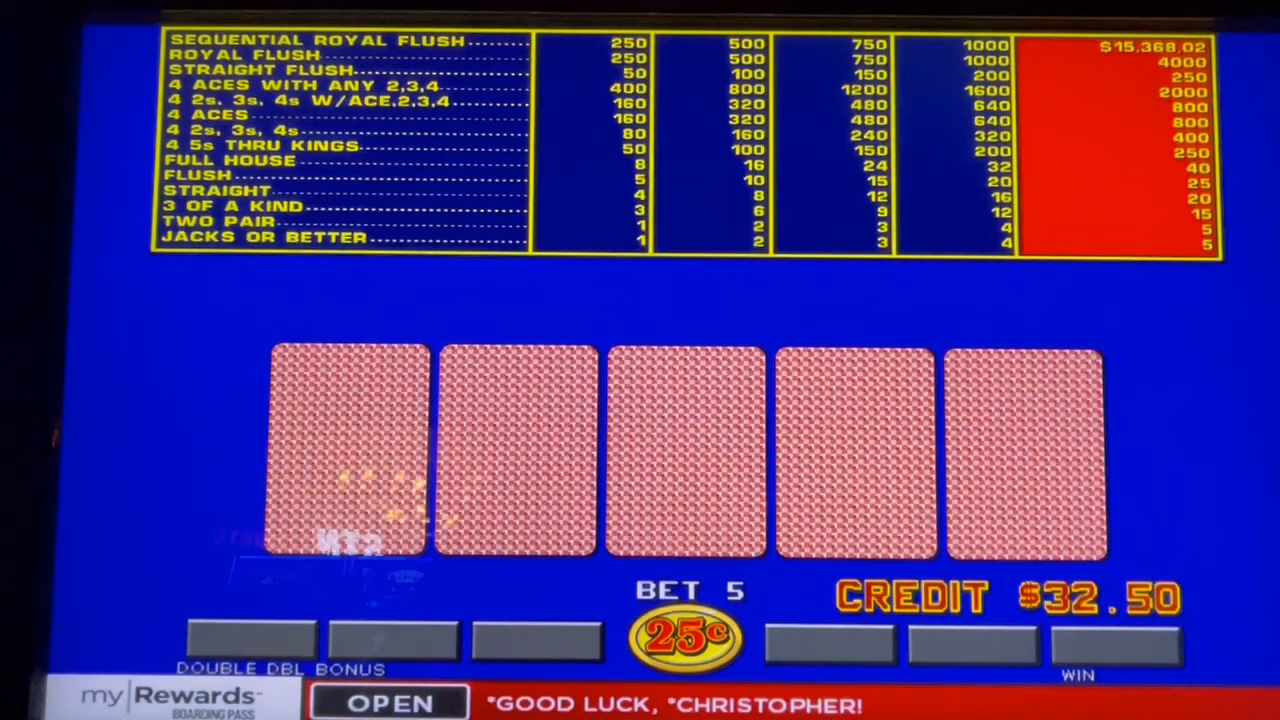 SEQUENTIAL ROYAL FLUSH 250 500 750 1000 $15,368.02
ROYAL FLUSH 250 500 750 1000 4000
STRAIGHT FLUSH 50 100 150 200 250
4 ACES WITH ANY 2,3,4 400 800 1200 1600 2000
4 2s, 3s, 4s W/ACE,2,3,4 160 320 480 640 800
4 ACES 160 320 480 640 800
4 2s, 3s, 4s 80 160 240 320 400
4 5s THRU KINGS 50 100 150 200 250
FULL HOUSE 8 16 24 32 40
FLUSH 5 10 15 20 25
STRAIGHT 4 8 12 16 20
3 OF A KIND 3 6 9 12 15
TWO PAIR 1 2 3 4 5
JACKS OR BETTER 1 2 3 4 5
BET 5
CREDIT $32.50
25¢
DOUBLE DBL BONUS
WIN
my|Rewards™
BOARDING PASS
OPEN
*GOOD LUCK, *CHRISTOPHER!